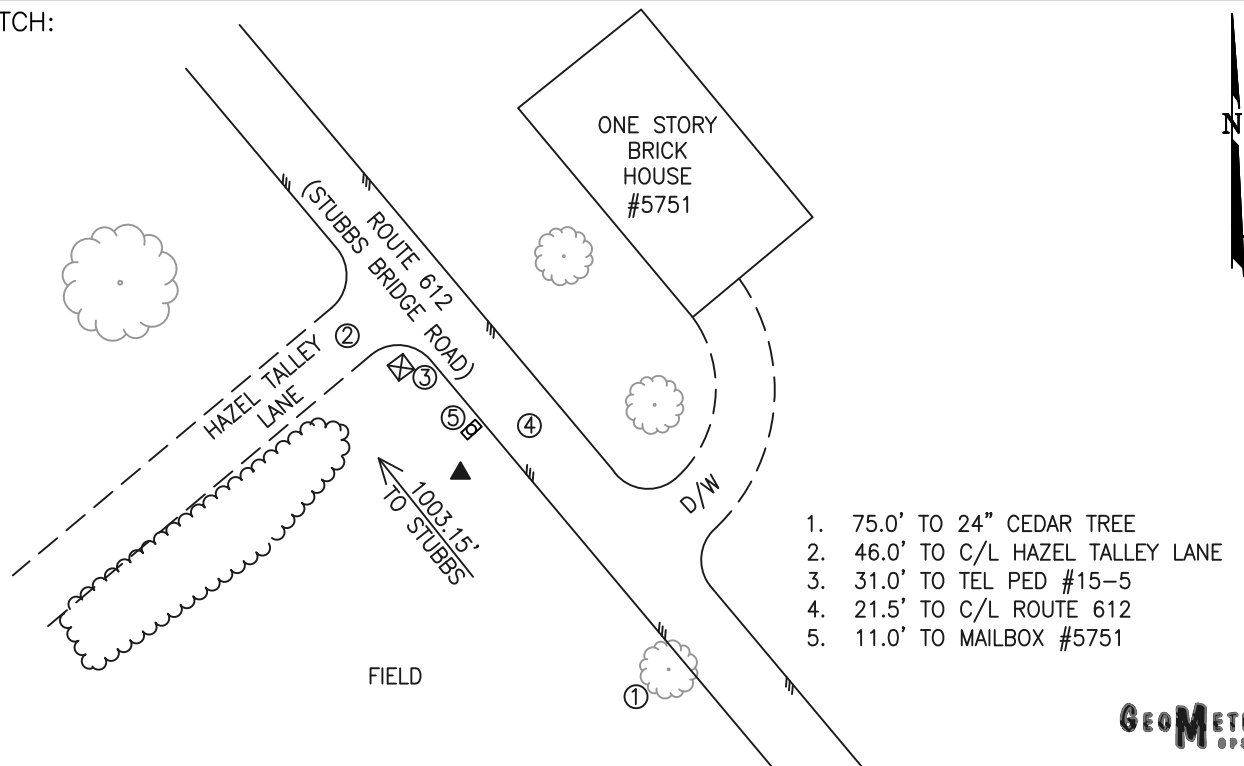 TCH:
N
ONE STORY
BRICK
HOUSE
#5751
ROUTE 612
(STUBBS BRIDGE ROAD)
②
HAZEL TALLEY
LANE
③
⑤
④
1003.15'
TO STUBBS
D/W
1. 75.0' TO 24" CEDAR TREE
2. 46.0' TO C/L HAZEL TALLEY LANE
3. 31.0' TO TEL PED #15-5
4. 21.5' TO C/L ROUTE 612
5. 11.0' TO MAILBOX #5751
FIELD
①
GEOMET
OPS